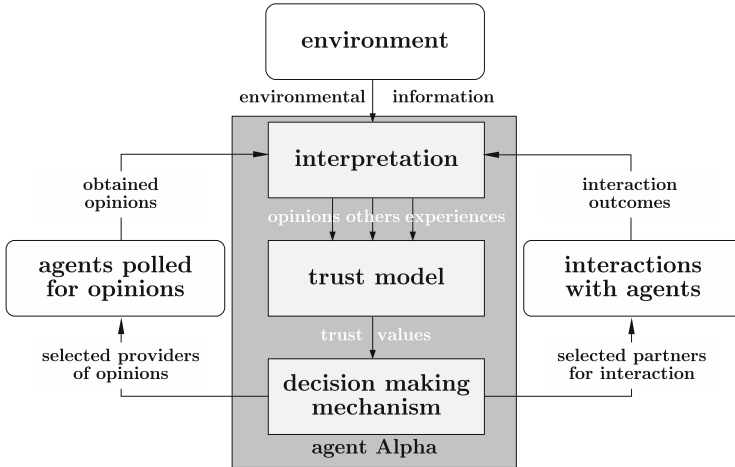 environment
environmental information
interpretation
obtained
opinions
interaction
outcomes
opinions others experiences
agents polled
for opinions
trust model
interactions
with agents
trust values
selected providers
of opinions
decision making
mechanism
selected partners
for interaction
agent Alpha